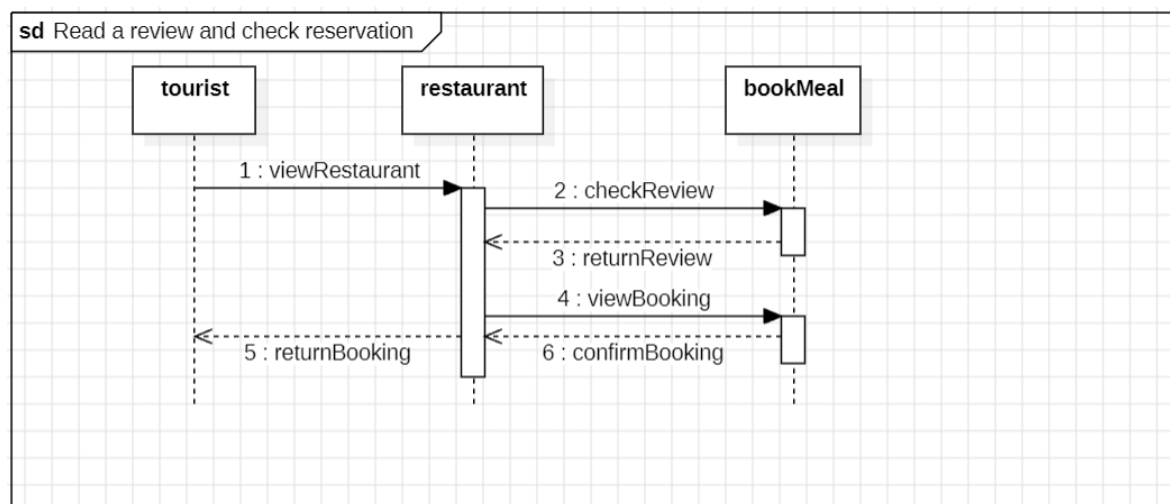 sd Read a review and check reservation
tourist
restaurant
bookMeal
1 : viewRestaurant
2 : checkReview
3 : returnReview
4 : viewBooking
5 : returnBooking
6 : confirmBooking